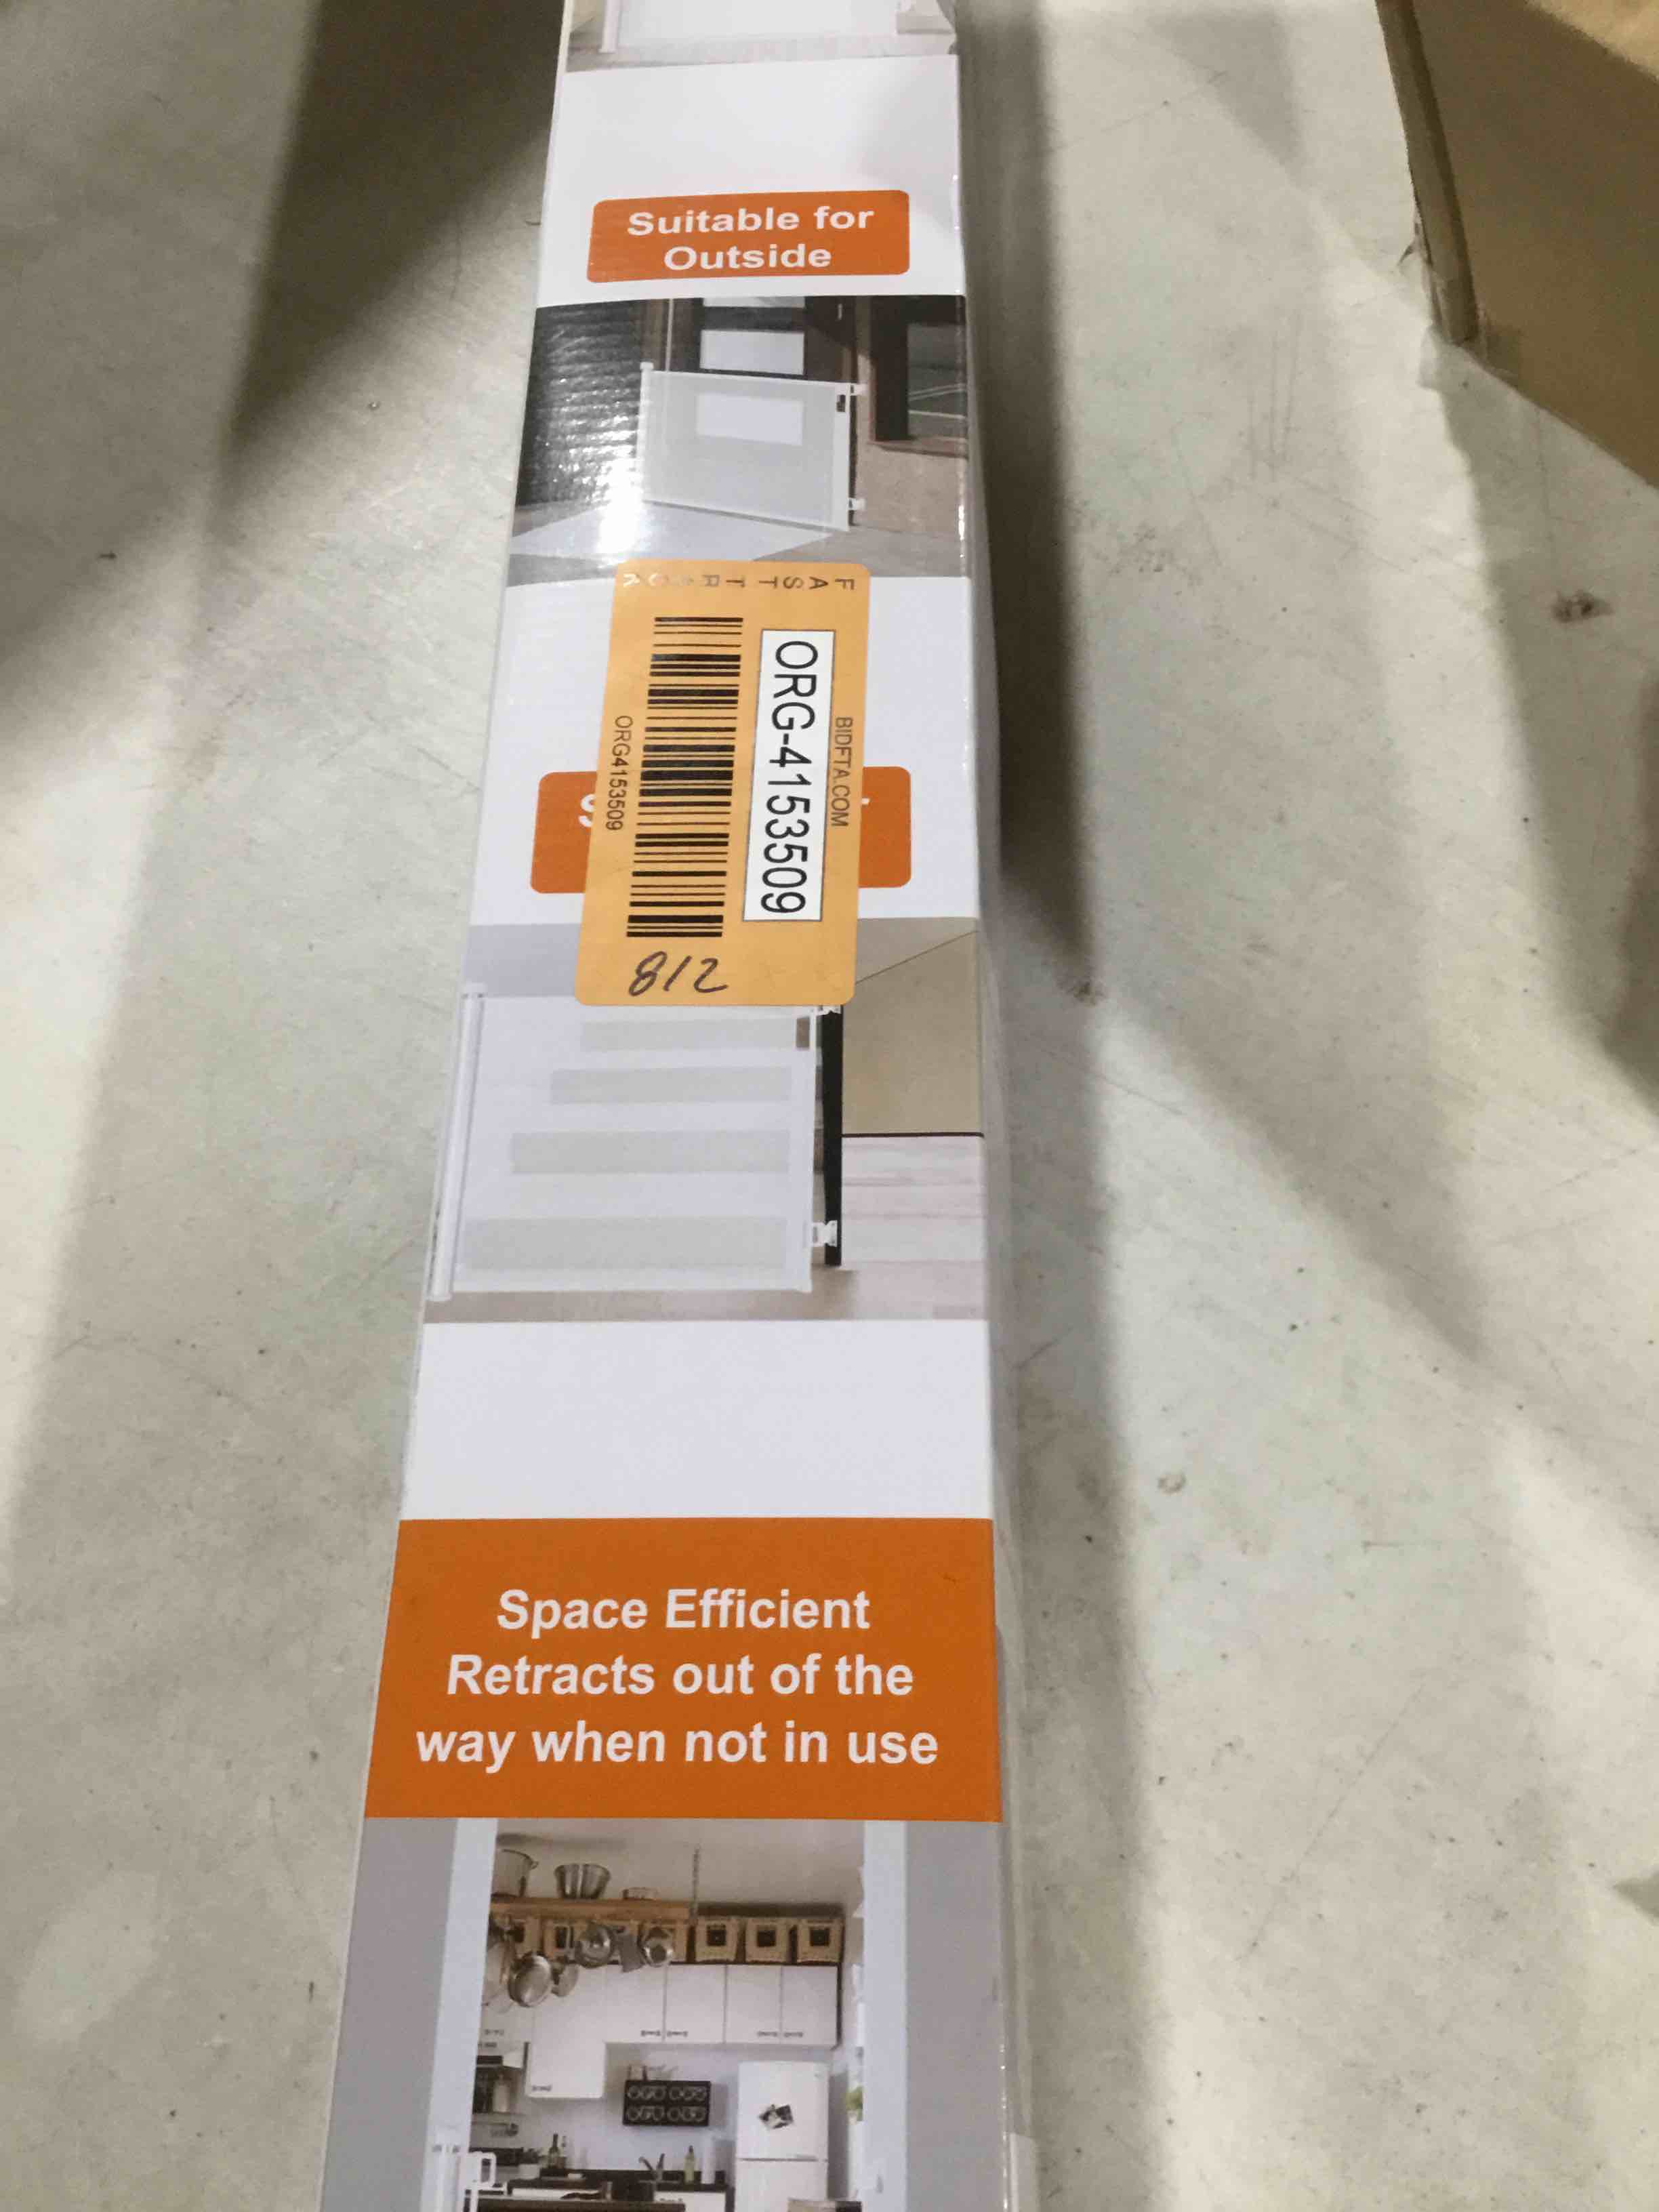 Suitable for
Outside
FAST TRACK
BIDFTA.COM
ORG-4153509
ORG4153509
812
Space Efficient
Retracts out of the
way when not in use